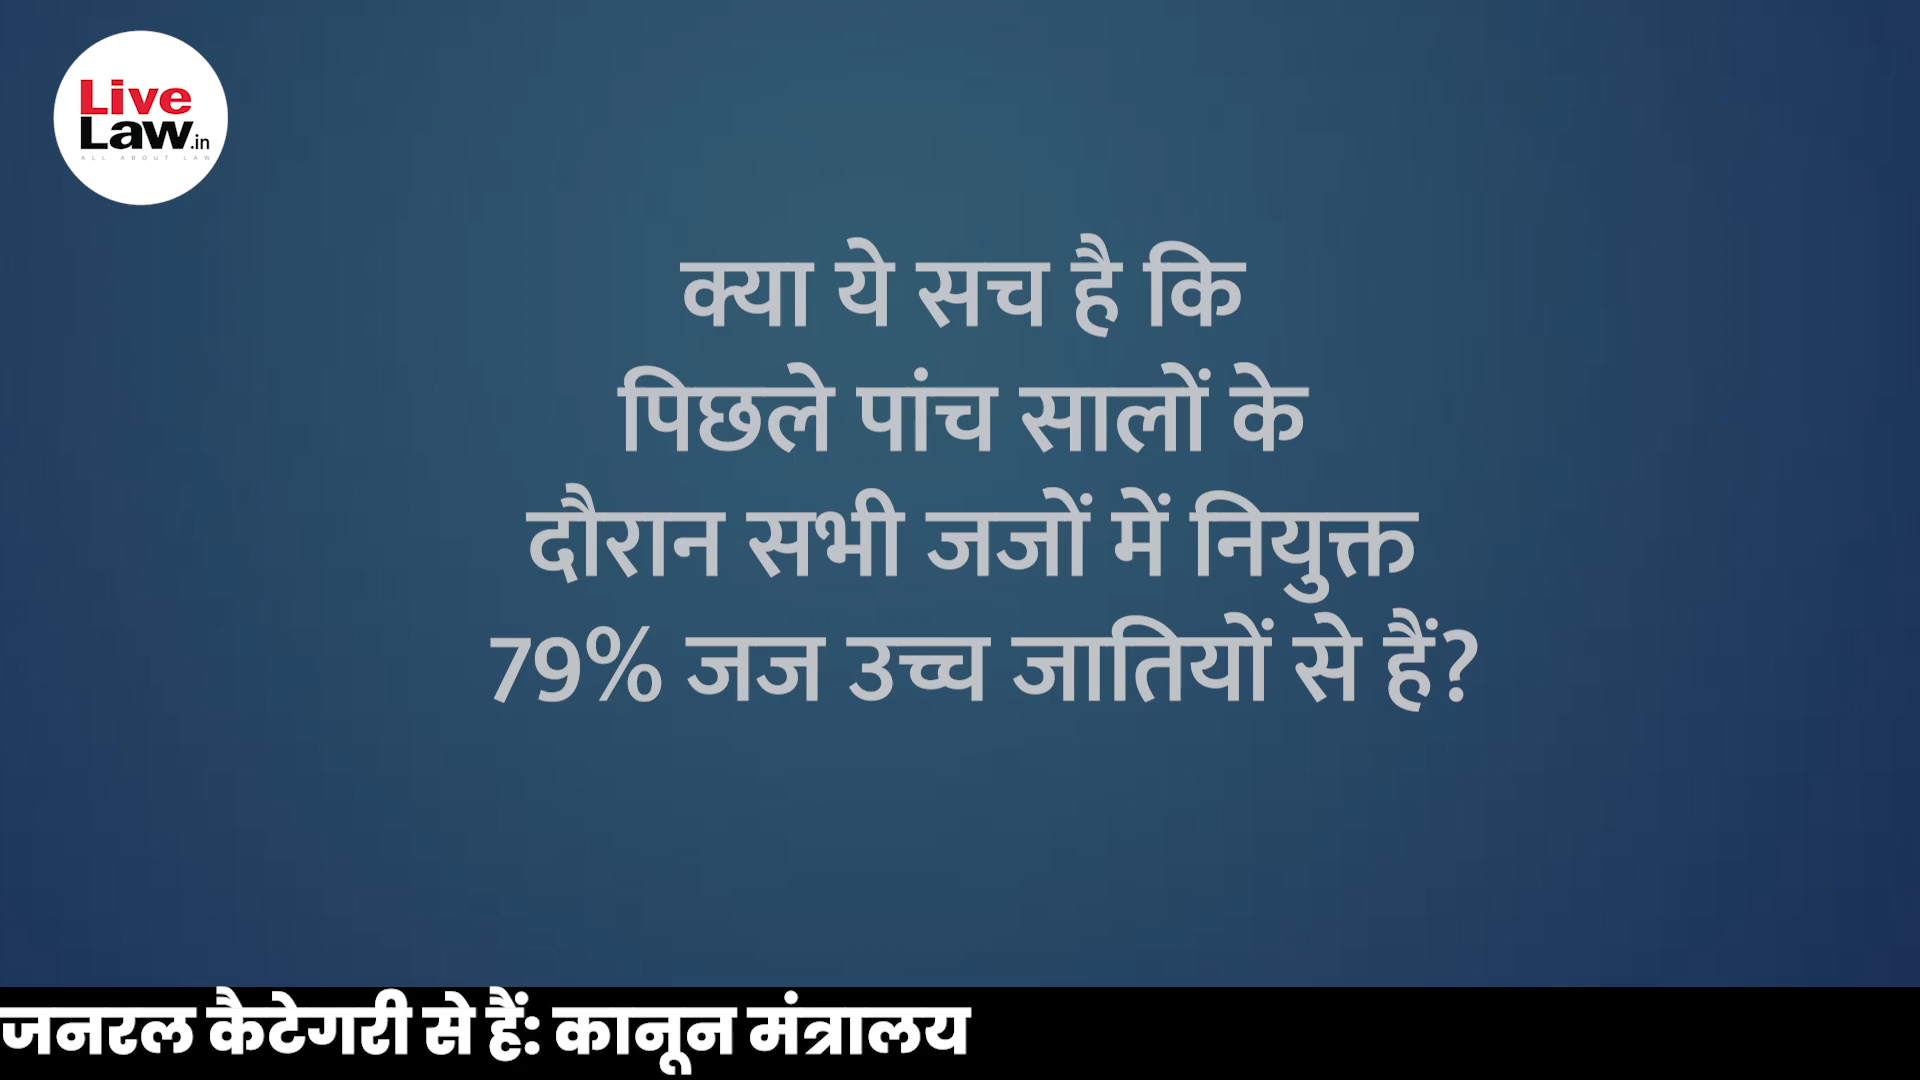 Live
Law.in
ALL ABOUT LAW
क्या ये सच है कि
पिछले पांच सालों के
दौरान सभी जजों में नियुक्त
79% जज उच्च जातियों से हैं?
जनरल कैटेगरी से हैं: कानून मंत्रालय